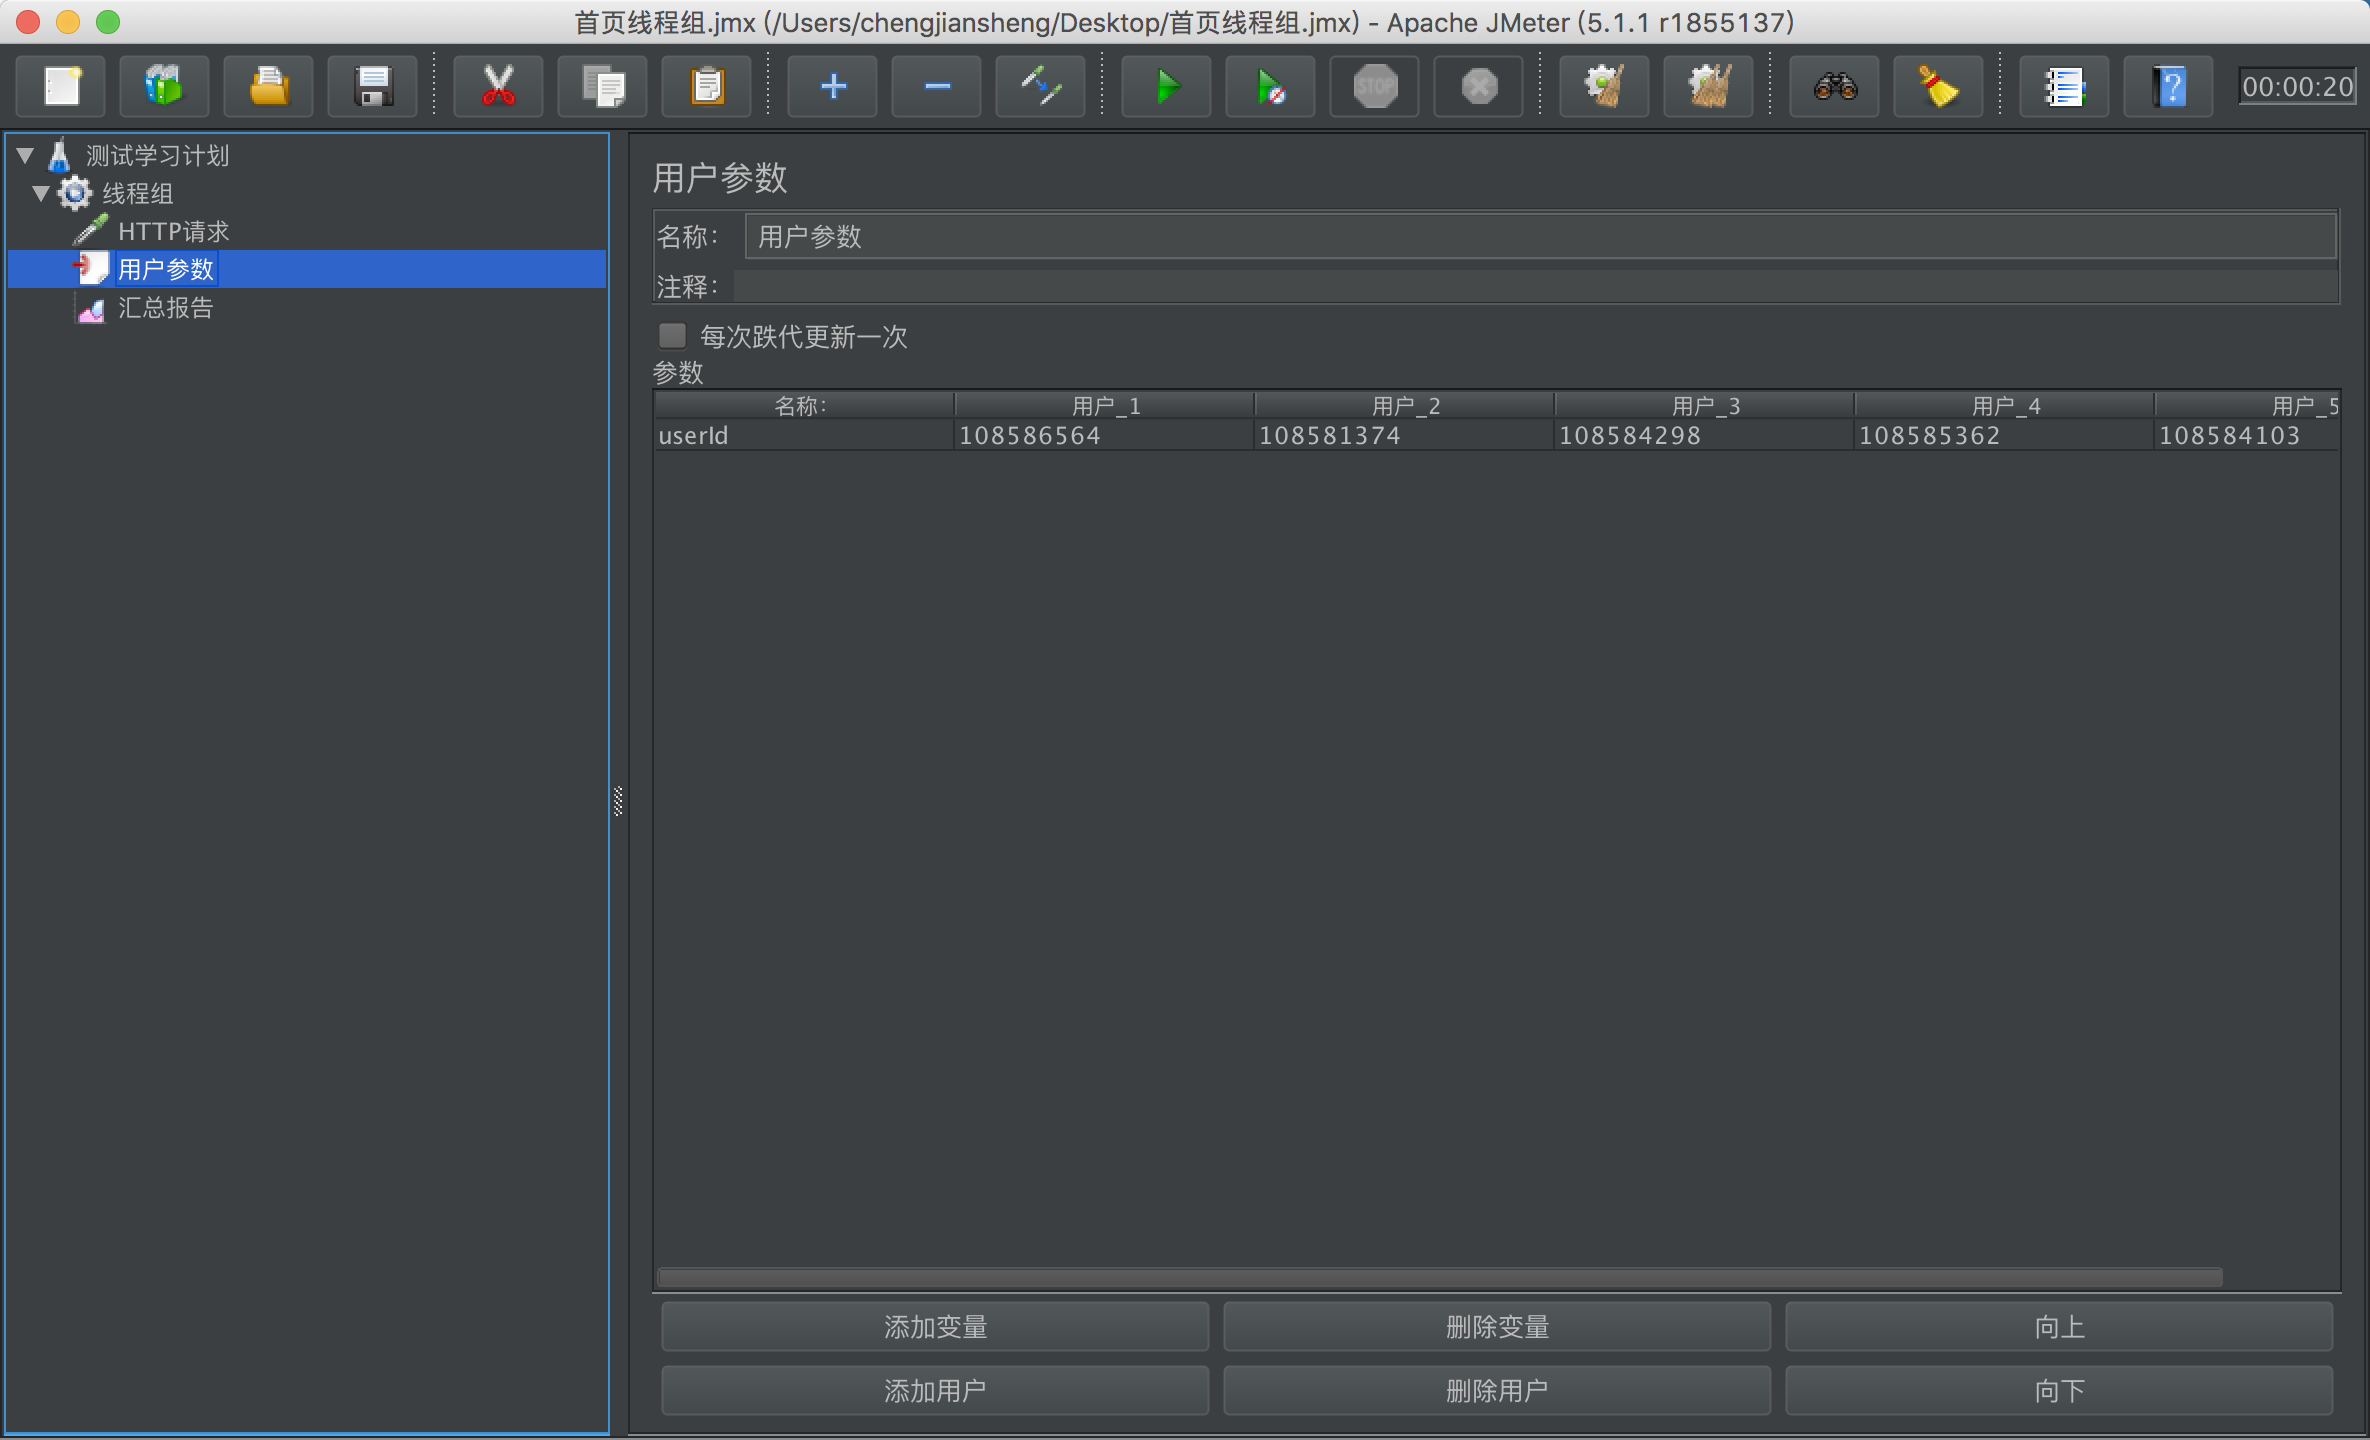 首页线程组.jmx (/Users/chengjiansheng/Desktop/首页线程组.jmx) - Apache JMeter (5.1.1 r1855137)
STOP
00:00:20
测试学习计划
线程组
HTTP请求
用户参数
汇总报告
用户参数
名称：
用户参数
注释：
每次跌代更新一次
参数
名称: 用户_1 用户_2 用户_3 用户_4 用户_5
userId 108586564 108581374 108584298 108585362 108584103
添加变量 删除变量 向上
添加用户 删除用户 向下